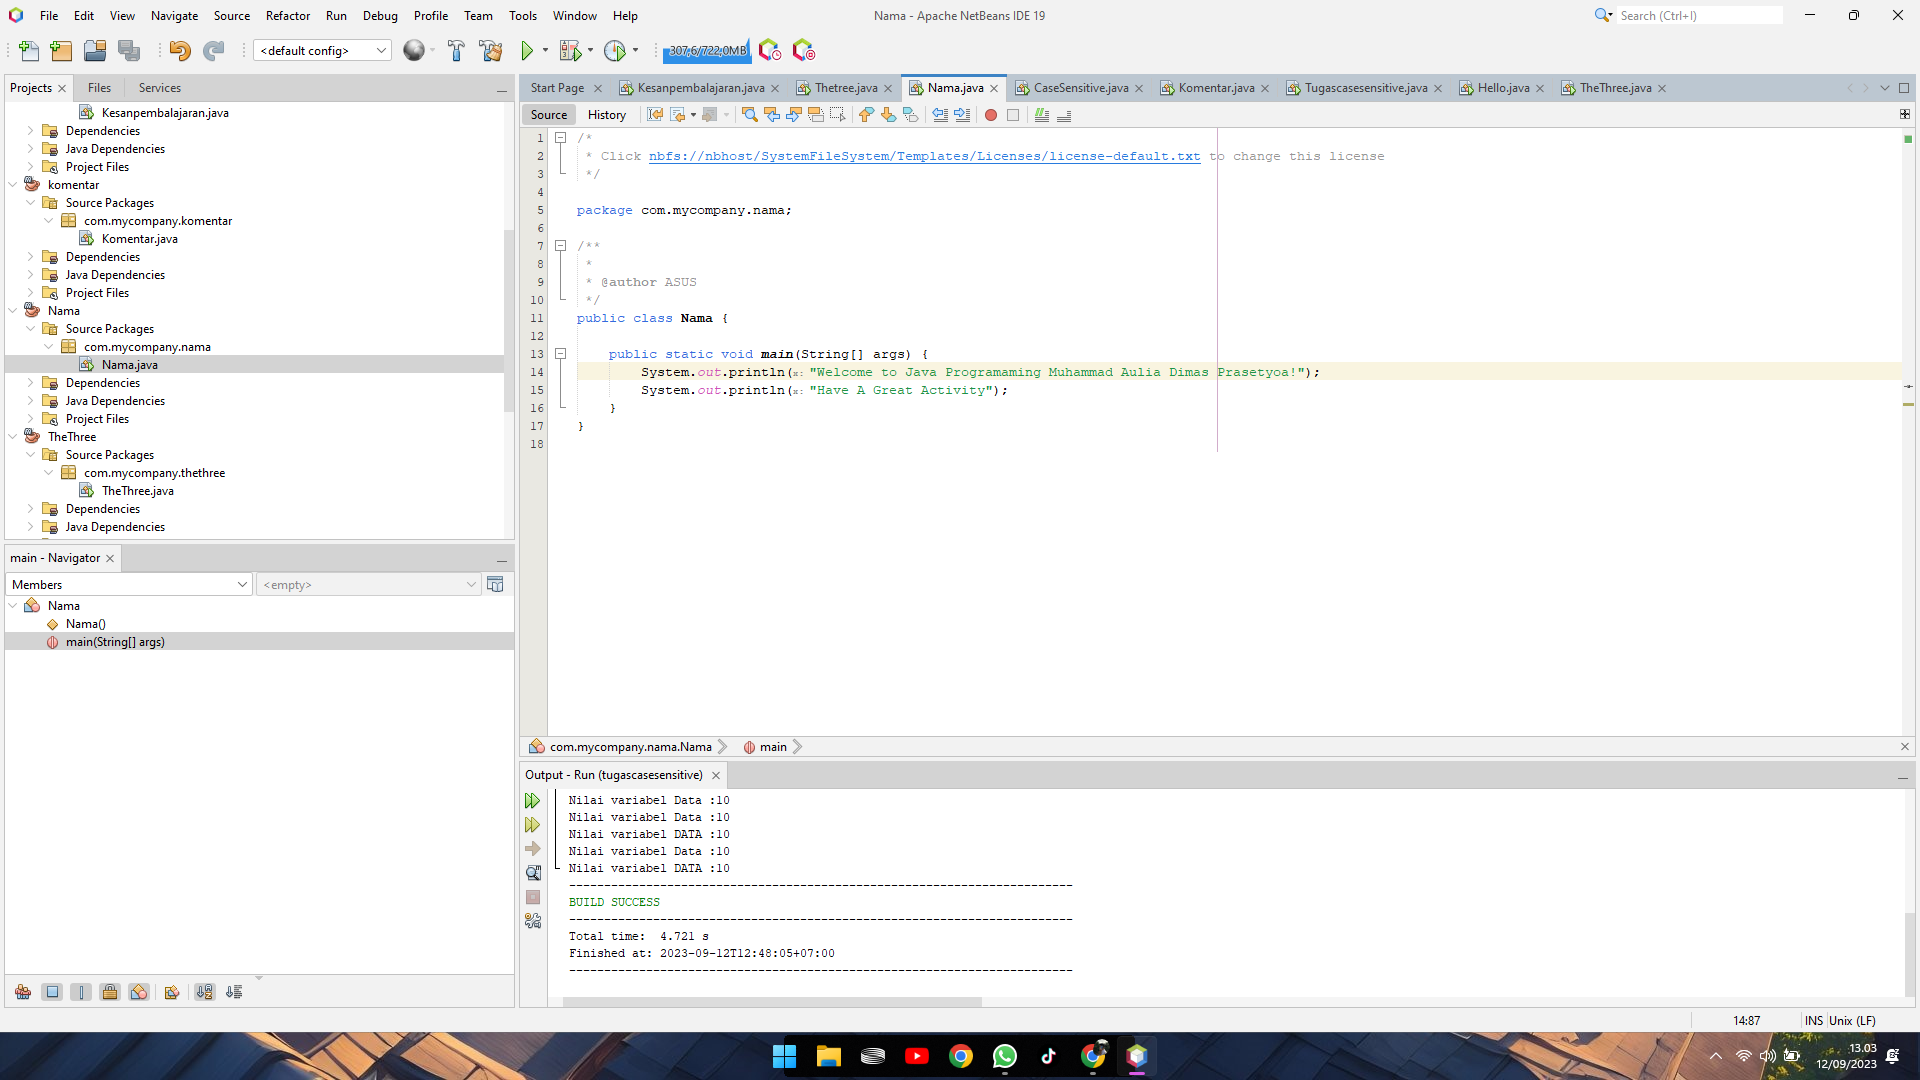 File Edit View Navigate Source Refactor Run Debug Profile Team Tools Window Help
Nama - Apache NetBeans IDE 19
Search (Ctrl+I)
<default config>
307,6/722,0MB
Projects Files Services
Kesanpembalajaran.java
Dependencies
Java Dependencies
Project Files
komentar
Source Packages
com.mycompany.komentar
Komentar.java
Dependencies
Java Dependencies
Project Files
Nama
Source Packages
com.mycompany.nama
Nama.java
Dependencies
Java Dependencies
Project Files
TheThree
Source Packages
com.mycompany.thethree
TheThree.java
Dependencies
Java Dependencies
main - Navigator
Members
<empty>
Nama
Nama()
main(String[] args)
Start Page Kesanpembalajaran.java Thetree.java Nama.java CaseSensitive.java Komentar.java Tugascasesensitive.java Hello.java TheThree.java
Source History
1 /*
2 * Click nbfs://nbhost/SystemFileSystem/Templates/Licenses/license-default.txt to change this license
3 */
4
5 package com.mycompany.nama;
6
7 /**
8 *
9 * @author ASUS
10 */
11 public class Nama {
12
13 public static void main(String[] args) {
14 System.out.println(x: "Welcome to Java Programaming Muhammad Aulia Dimas Prasetyoa!");
15 System.out.println(x: "Have A Great Activity");
16 }
17 }
18
com.mycompany.nama.Nama main
Output - Run (tugascasesensitive)
Nilai variabel Data :10
Nilai variabel Data :10
Nilai variabel DATA :10
Nilai variabel Data :10
Nilai variabel DATA :10
------------------------------------------------------------------------
BUILD SUCCESS
------------------------------------------------------------------------
Total time:  4.721 s
Finished at: 2023-09-12T12:48:05+07:00
------------------------------------------------------------------------
14:87 INS Unix (LF)
13.03
12/09/2023